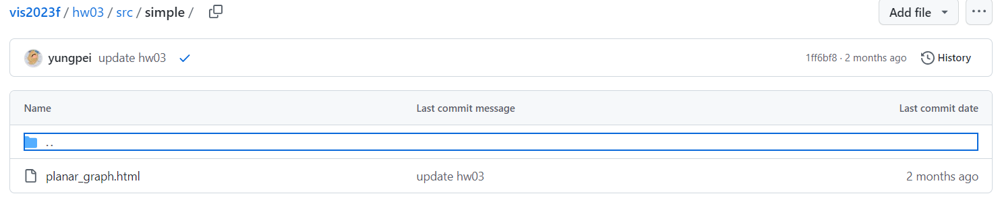 vis2023f / hw03 / src / simple /
Add file
yungpei update hw03
1ff6bf8 · 2 months ago
History
Name Last commit message Last commit date
..
planar_graph.html update hw03 2 months ago